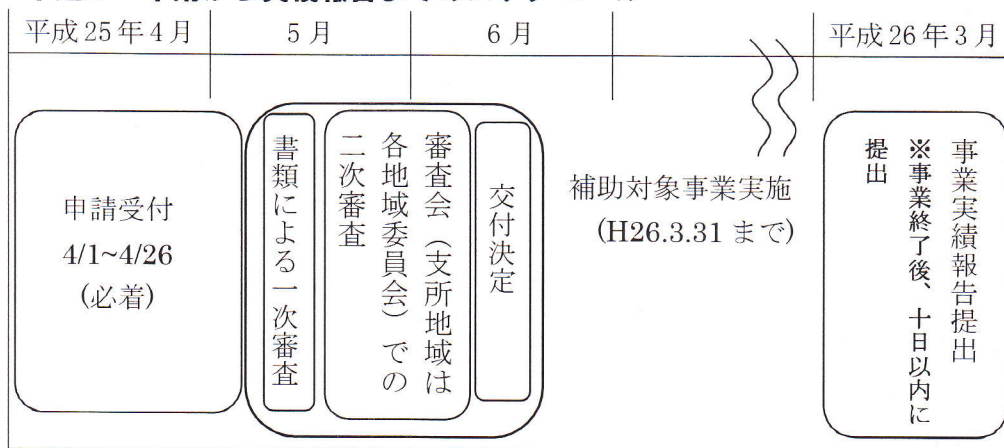 平成25年4月
5月
6月
平成26年3月
申請受付
4/1~4/26
(必着)
書類による一次審査
審査会（支所地域は
各地域委員会）での
二次審査
交付決定
補助対象事業実施
(H26.3.31まで)
事業実績報告提出
※事業終了後、十日以内に
提出